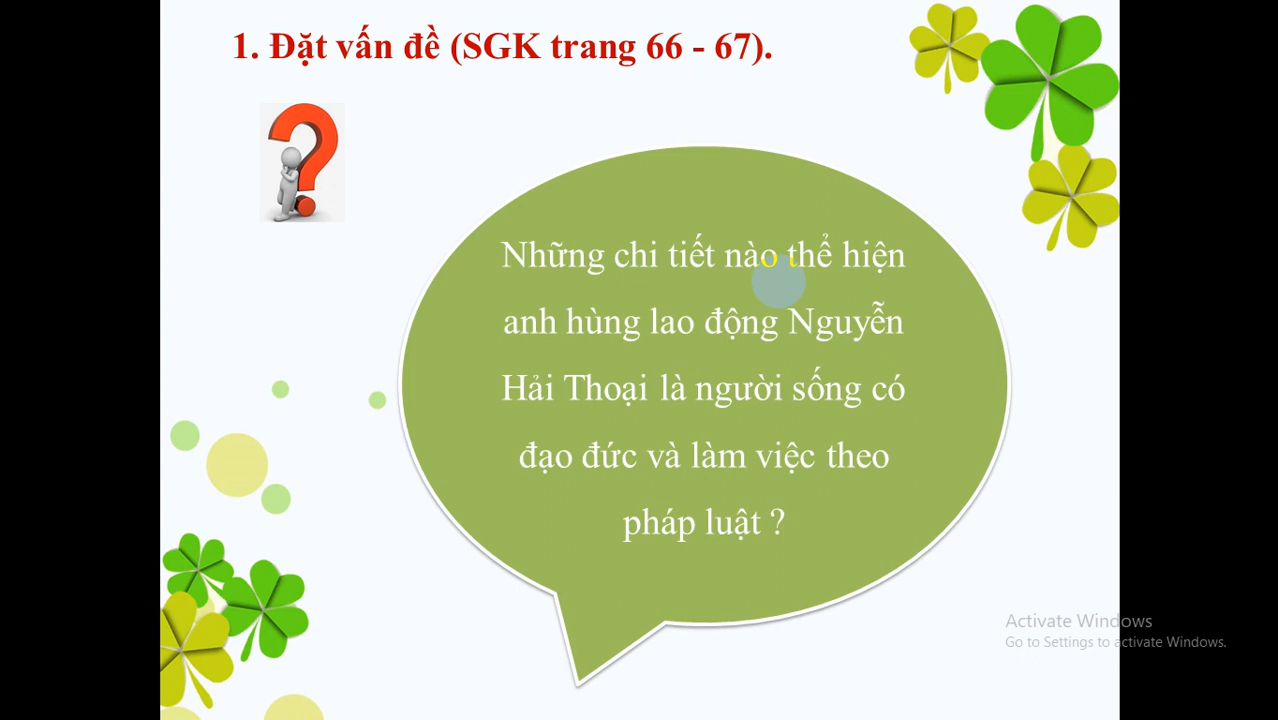 1. Đặt vấn đề (SGK trang 66 - 67).
Những chi tiết nào thể hiện
anh hùng lao động Nguyễn
Hải Thoại là người sống có
đạo đức và làm việc theo
pháp luật ?
Activate Windows
Go to Settings to activate Windows.